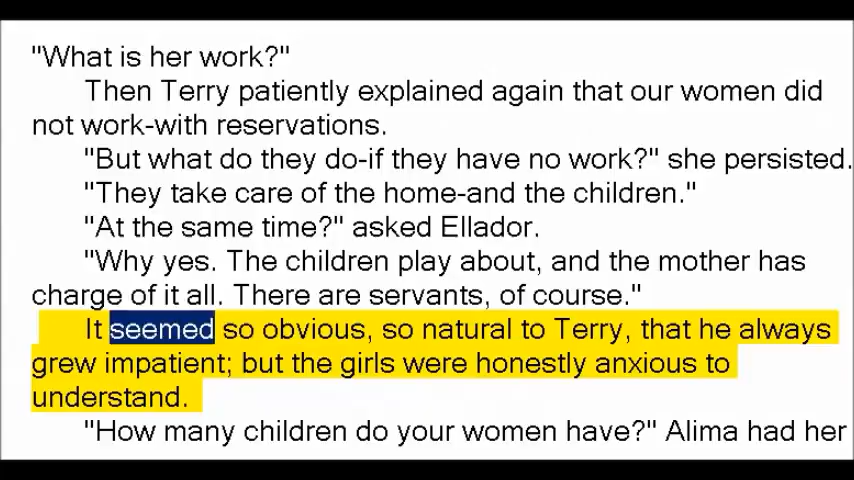 "What is her work?"
Then Terry patiently explained again that our women did
not work-with reservations.
"But what do they do-if they have no work?" she persisted.
"They take care of the home-and the children."
"At the same time?" asked Ellador.
"Why yes. The children play about, and the mother has
charge of it all. There are servants, of course."
It seemed so obvious, so natural to Terry, that he always
grew impatient; but the girls were honestly anxious to
understand.
"How many children do your women have?" Alima had her